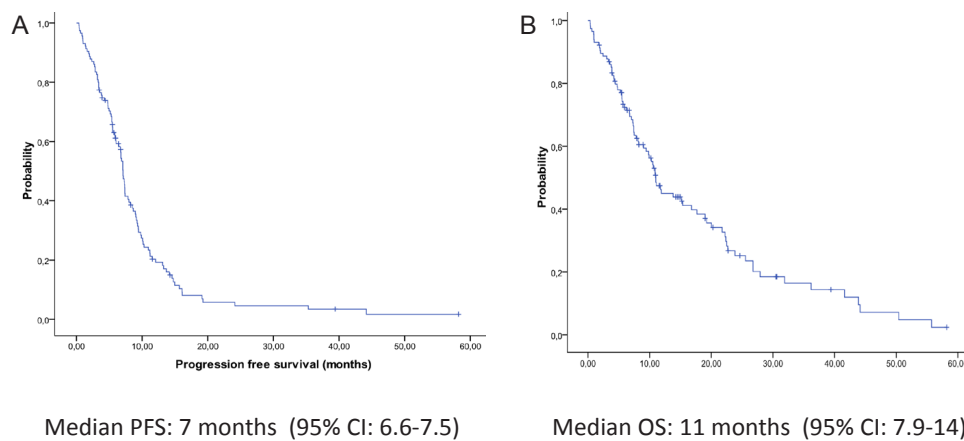 A
1,0
0,8
0,6
0,4
0,2
0,0
Probability
0,00 10,00 20,00 30,00 40,00 50,00 60,00
Progression free survival (months)
Median PFS: 7 months (95% CI: 6.6-7.5)
B
1,0
0,8
0,6
0,4
0,2
0,0
Probability
0,00 10,00 20,00 30,00 40,00 50,00 60,00
Median OS: 11 months (95% CI: 7.9-14)